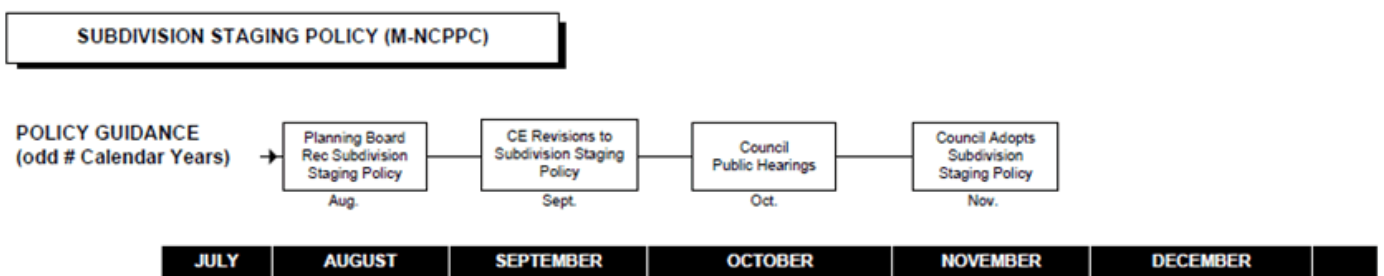 SUBDIVISION STAGING POLICY (M-NCPPC)
POLICY GUIDANCE
(odd # Calendar Years)
Planning Board
Rec Subdivision
Staging Policy
Aug.
CE Revisions to
Subdivision Staging
Policy
Sept.
Council
Public Hearings
Oct.
Council Adopts
Subdivision
Staging Policy
Nov.
JULY AUGUST SEPTEMBER OCTOBER NOVEMBER DECEMBER